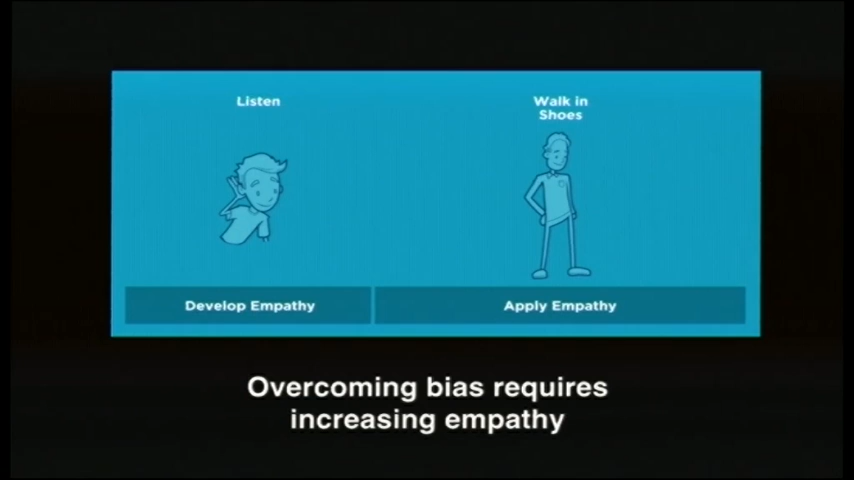 Listen
Walk in
Shoes
Develop Empathy
Apply Empathy
Overcoming bias requires
increasing empathy